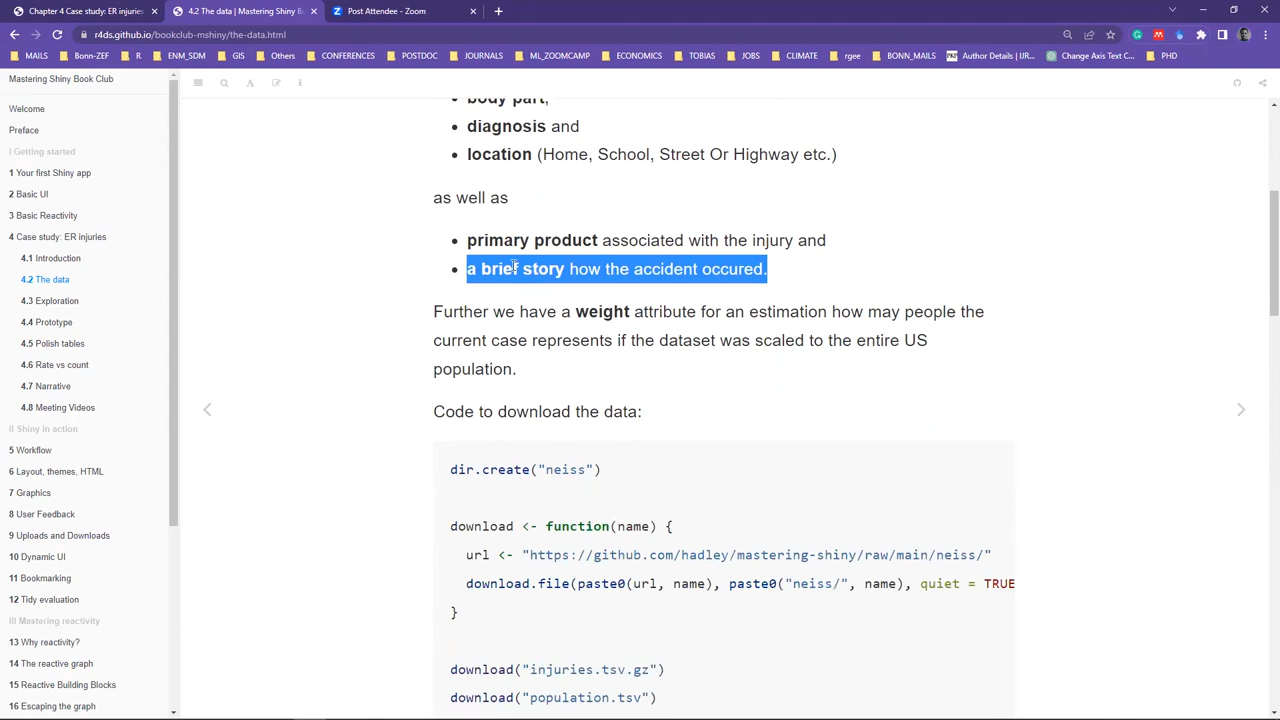 Chapter 4 Case study: ER injuries
4.2 The data | Mastering Shiny B
Post Attendee - Zoom
r4ds.github.io/bookclub-mshiny/the-data.html
MAILS
Bonn-ZEF
R
ENM_SDM
GIS
Others
CONFERENCES
POSTDOC
JOURNALS
ML_ZOOMCAMP
ECONOMICS
TOBIAS
JOBS
CLIMATE
rgee
BONN_MAILS
Author Details | IJR...
Change Axis Text C...
PHD
Mastering Shiny Book Club
Welcome
Preface
I Getting started
1 Your first Shiny app
2 Basic UI
3 Basic Reactivity
4 Case study: ER injuries
4.1 Introduction
4.2 The data
4.3 Exploration
4.4 Prototype
4.5 Polish tables
4.6 Rate vs count
4.7 Narrative
4.8 Meeting Videos
II Shiny in action
5 Workflow
6 Layout, themes, HTML
7 Graphics
8 User Feedback
9 Uploads and Downloads
10 Dynamic UI
11 Bookmarking
12 Tidy evaluation
III Mastering reactivity
13 Why reactivity?
14 The reactive graph
15 Reactive Building Blocks
16 Escaping the graph
body part,
diagnosis and
location (Home, School, Street Or Highway etc.)
as well as
primary product associated with the injury and
a brief story how the accident occured.
Further we have a weight attribute for an estimation how may people the
current case represents if the dataset was scaled to the entire US
population.
Code to download the data:
dir.create("neiss")
download <- function(name) {
url <- "https://github.com/hadley/mastering-shiny/raw/main/neiss/"
download.file(paste0(url, name), paste0("neiss/", name), quiet = TRUE
}
download("injuries.tsv.gz")
download("population.tsv")